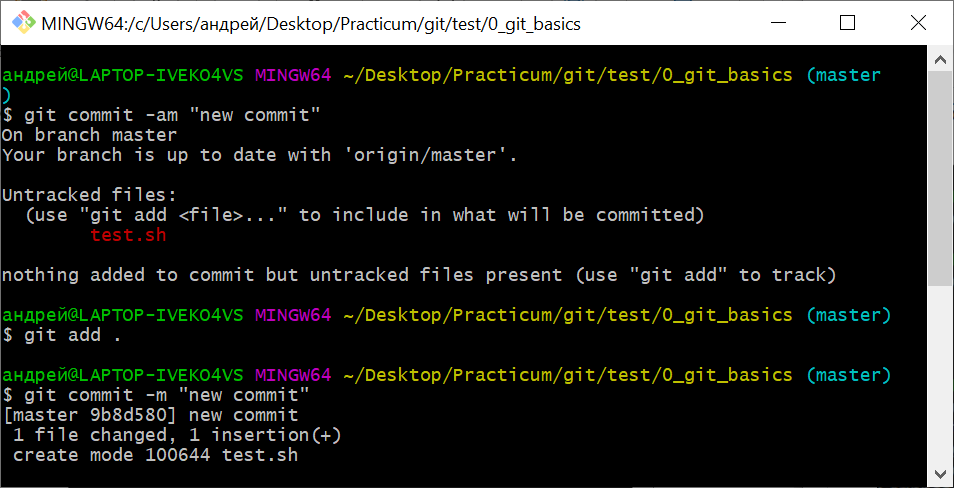 MINGW64:/c/Users/андрей/Desktop/Practicum/git/test/0_git_basics
андрей@LAPTOP-IVEKO4VS MINGW64 ~/Desktop/Practicum/git/test/0_git_basics (master
)
$ git commit -am "new commit"
On branch master
Your branch is up to date with 'origin/master'.
Untracked files:
  (use "git add <file>..." to include in what will be committed)
        test.sh
nothing added to commit but untracked files present (use "git add" to track)
андрей@LAPTOP-IVEKO4VS MINGW64 ~/Desktop/Practicum/git/test/0_git_basics (master)
$ git add .
андрей@LAPTOP-IVEKO4VS MINGW64 ~/Desktop/Practicum/git/test/0_git_basics (master)
$ git commit -m "new commit"
[master 9b8d580] new commit
 1 file changed, 1 insertion(+)
 create mode 100644 test.sh